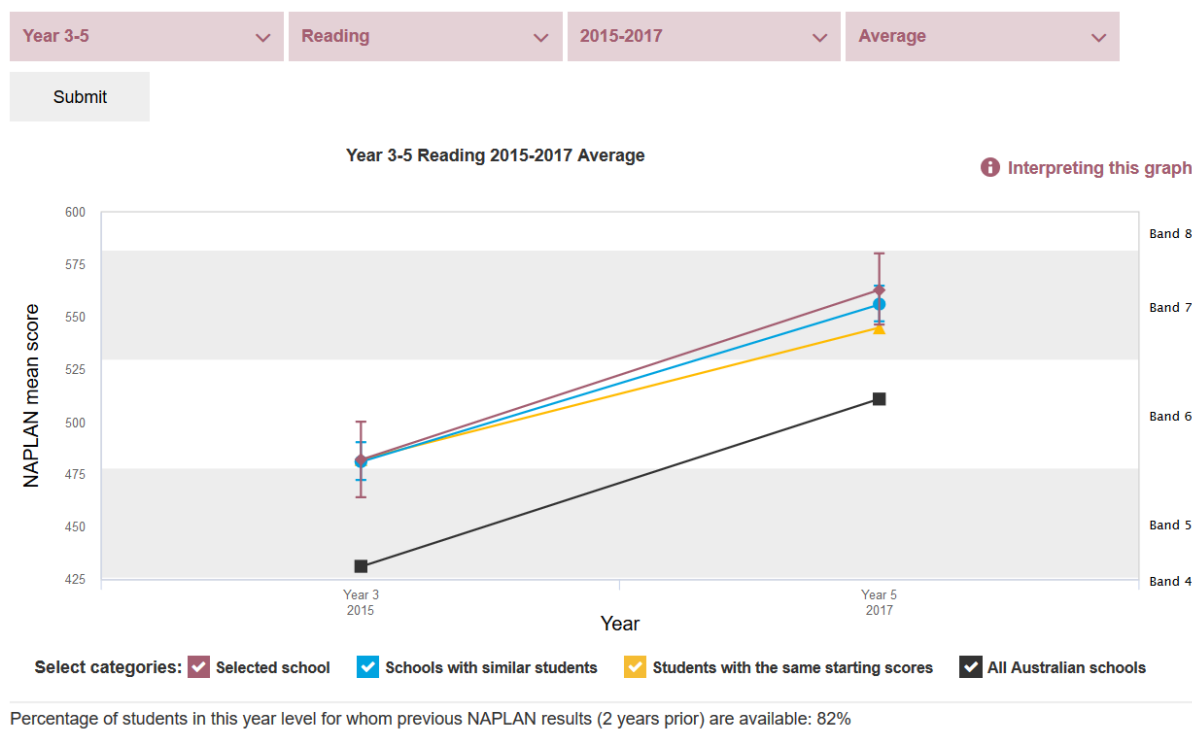 Year 3-5 Reading 2015-2017 Average
Submit
Year 3-5 Reading 2015-2017 Average
Interpreting this graph
600
575
550
525
500
475
450
425
NAPLAN mean score
Band 8
Band 7
Band 6
Band 5
Band 4
Year 3 Year 5
2015 2017
Year
Select categories: Selected school Schools with similar students Students with the same starting scores All Australian schools
Percentage of students in this year level for whom previous NAPLAN results (2 years prior) are available: 82%